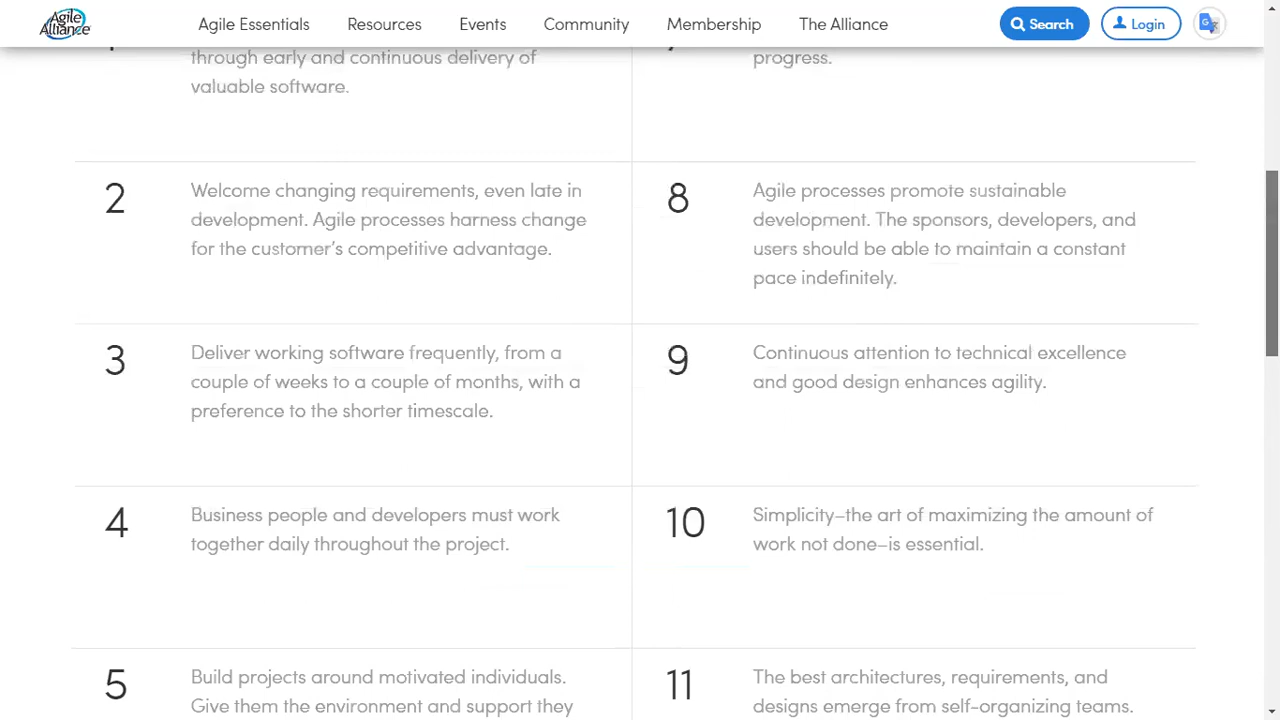 Agile Alliance
Agile Essentials
Resources
Events
Community
Membership
The Alliance
Search
Login
through early and continuous delivery of
valuable software.
2
Welcome changing requirements, even late in
development. Agile processes harness change
for the customer's competitive advantage.
3
Deliver working software frequently, from a
couple of weeks to a couple of months, with a
preference to the shorter timescale.
4
Business people and developers must work
together daily throughout the project.
5
Build projects around motivated individuals.
Give them the environment and support they
progress.
8
Agile processes promote sustainable
development. The sponsors, developers, and
users should be able to maintain a constant
pace indefinitely.
9
Continuous attention to technical excellence
and good design enhances agility.
10
Simplicity–the art of maximizing the amount of
work not done–is essential.
11
The best architectures, requirements, and
designs emerge from self-organizing teams.